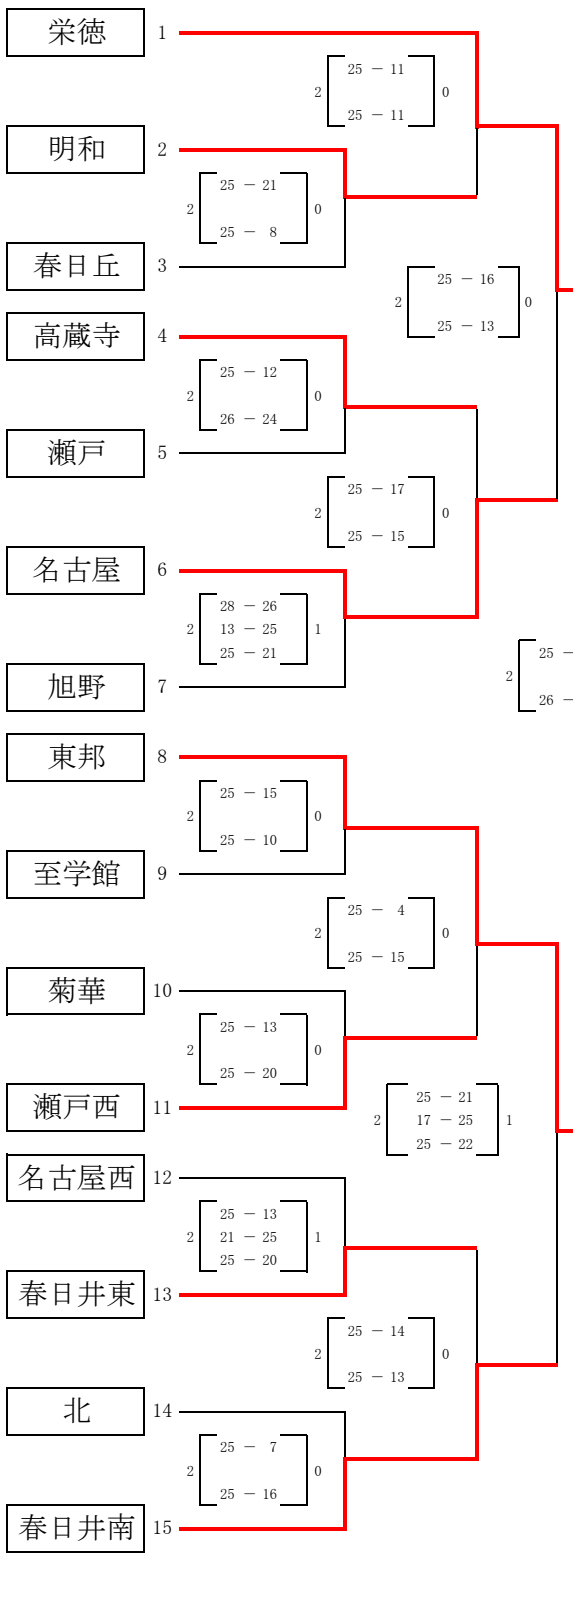 栄徳 1
25 － 11
2 0
25 － 11
明和 2
25 － 21
2 0
25 － 8
春日丘 3
25 － 16
2 0
25 － 13
高蔵寺 4
25 － 12
2 0
26 － 24
瀬戸 5
25 － 17
2 0
25 － 15
名古屋 6
28 － 26
2 13 － 25 1
25 － 21
旭野 7
25 －
2
26 －
東邦 8
25 － 15
2 0
25 － 10
至学館 9
25 － 4
2 0
25 － 15
菊華 10
25 － 13
2 0
25 － 20
瀬戸西 11
25 － 21
2 17 － 25 1
25 － 22
名古屋西 12
25 － 13
2 21 － 25 1
25 － 20
春日井東 13
25 － 14
2 0
25 － 13
北 14
25 － 7
2 0
25 － 16
春日井南 15